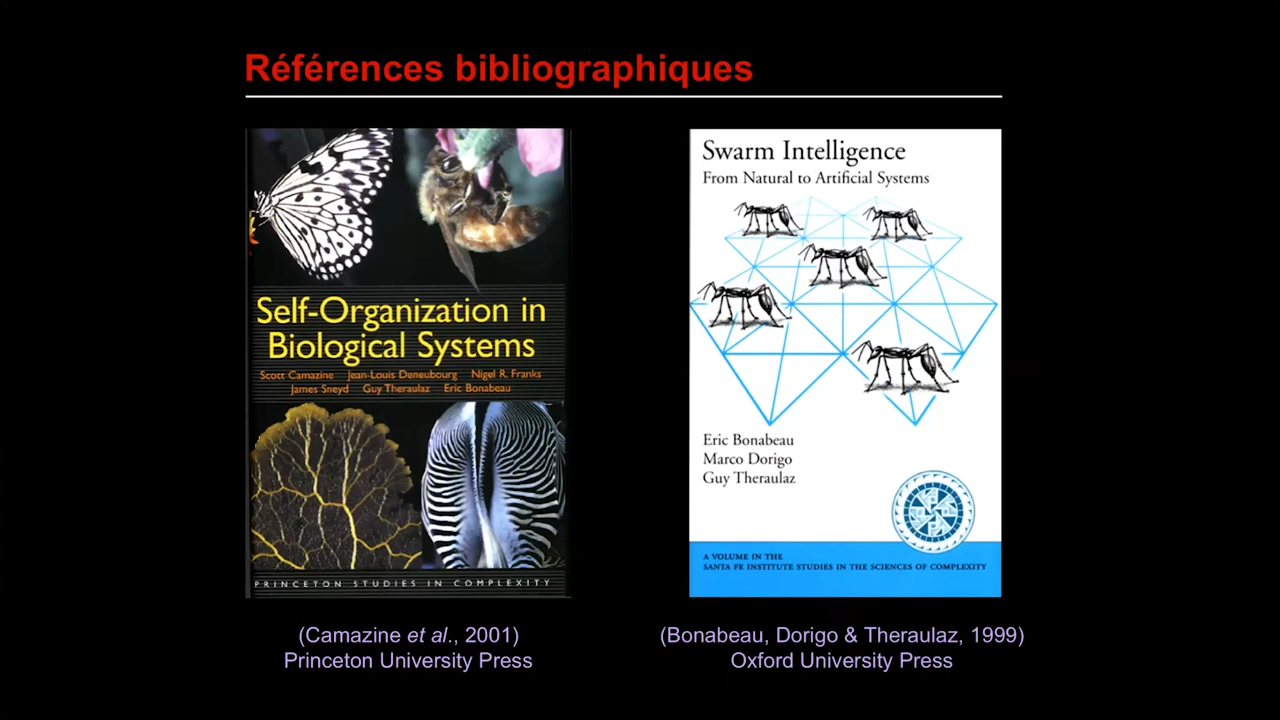 Références bibliographiques
Self-Organization in
Biological Systems
Scott Camazine Jean-Louis Deneubourg Nigel R. Franks
James Sneyd Guy Theraulaz Eric Bonabeau
PRINCETON STUDIES IN COMPLEXITY
(Camazine et al., 2001)
Princeton University Press
Swarm Intelligence
From Natural to Artificial Systems
Eric Bonabeau
Marco Dorigo
Guy Theraulaz
A VOLUME IN THE
SANTA FE INSTITUTE STUDIES IN THE SCIENCES OF COMPLEXITY
(Bonabeau, Dorigo & Theraulaz, 1999)
Oxford University Press